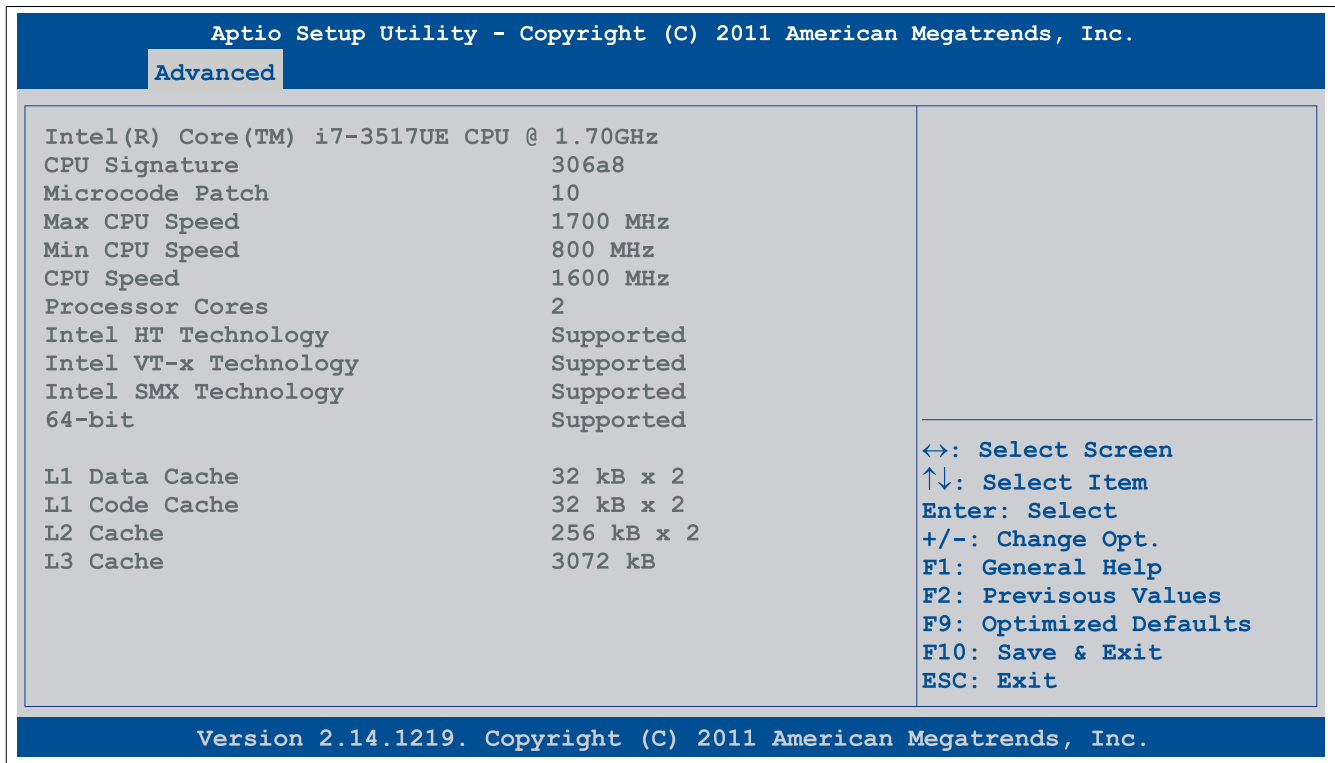 Aptio Setup Utility - Copyright (C) 2011 American Megatrends, Inc.
Advanced
Intel(R) Core(TM) i7-3517UE CPU @ 1.70GHz
CPU Signature 306a8
Microcode Patch 10
Max CPU Speed 1700 MHz
Min CPU Speed 800 MHz
CPU Speed 1600 MHz
Processor Cores 2
Intel HT Technology Supported
Intel VT-x Technology Supported
Intel SMX Technology Supported
64-bit Supported
L1 Data Cache 32 kB x 2
L1 Code Cache 32 kB x 2
L2 Cache 256 kB x 2
L3 Cache 3072 kB
↔: Select Screen
↑↓: Select Item
Enter: Select
+/-: Change Opt.
F1: General Help
F2: Previsous Values
F9: Optimized Defaults
F10: Save & Exit
ESC: Exit
Version 2.14.1219. Copyright (C) 2011 American Megatrends, Inc.